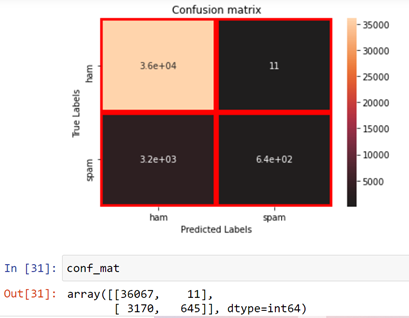 Confusion matrix
ham
spam
True Labels
3.6e+04 11
3.2e+03 6.4e+02
ham spam
Predicted Labels
35000
30000
25000
20000
15000
10000
5000
In [31]: conf_mat
Out[31]: array([[36067, 11],
[ 3170, 645]], dtype=int64)